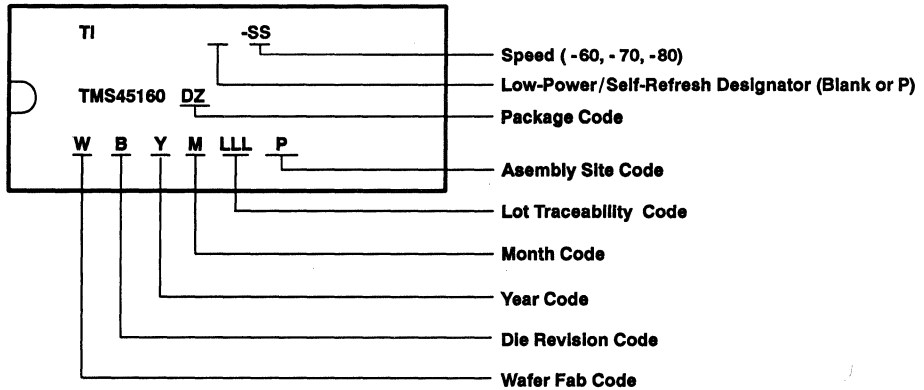 TI -SS
Speed ( -60, -70, -80)
Low-Power/Self-Refresh Designator (Blank or P)
TMS45160 DZ
Package Code
W B Y M LLL P
Asembly Site Code
Lot Traceability Code
Month Code
Year Code
Die Revision Code
Wafer Fab Code